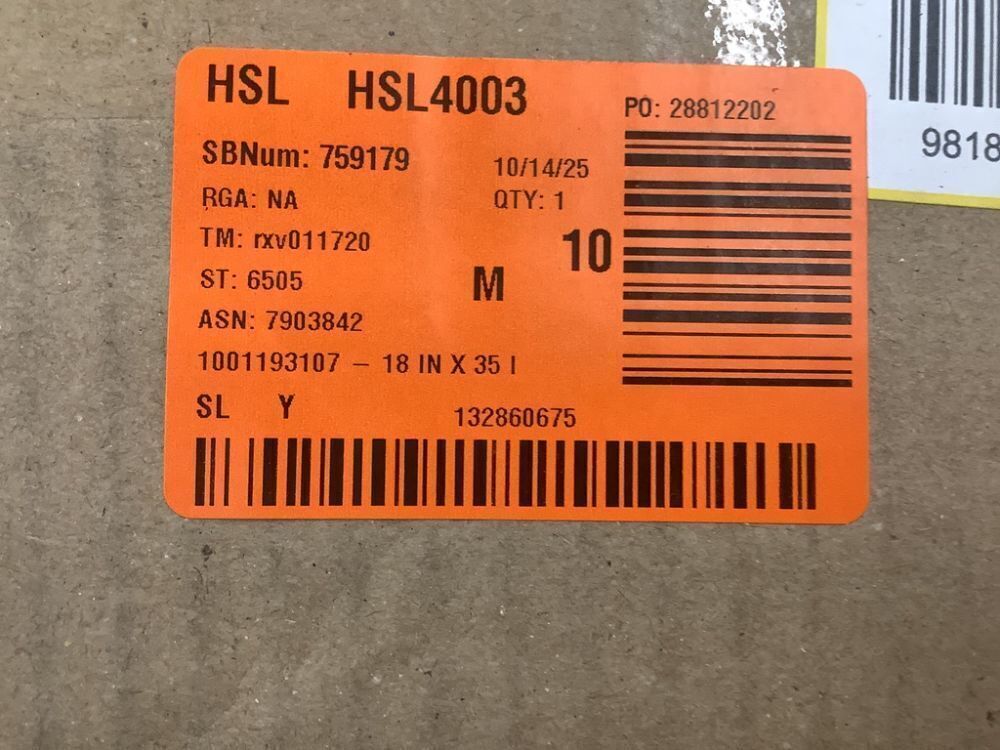 HSL HSL4003
PO: 28812202
SBNum: 759179
10/14/25
RGA: NA
QTY: 1
TM: rxv011720
10
ST: 6505
M
ASN: 7903842
1001193107 – 18 IN X 35 I
SL Y
132860675
9818